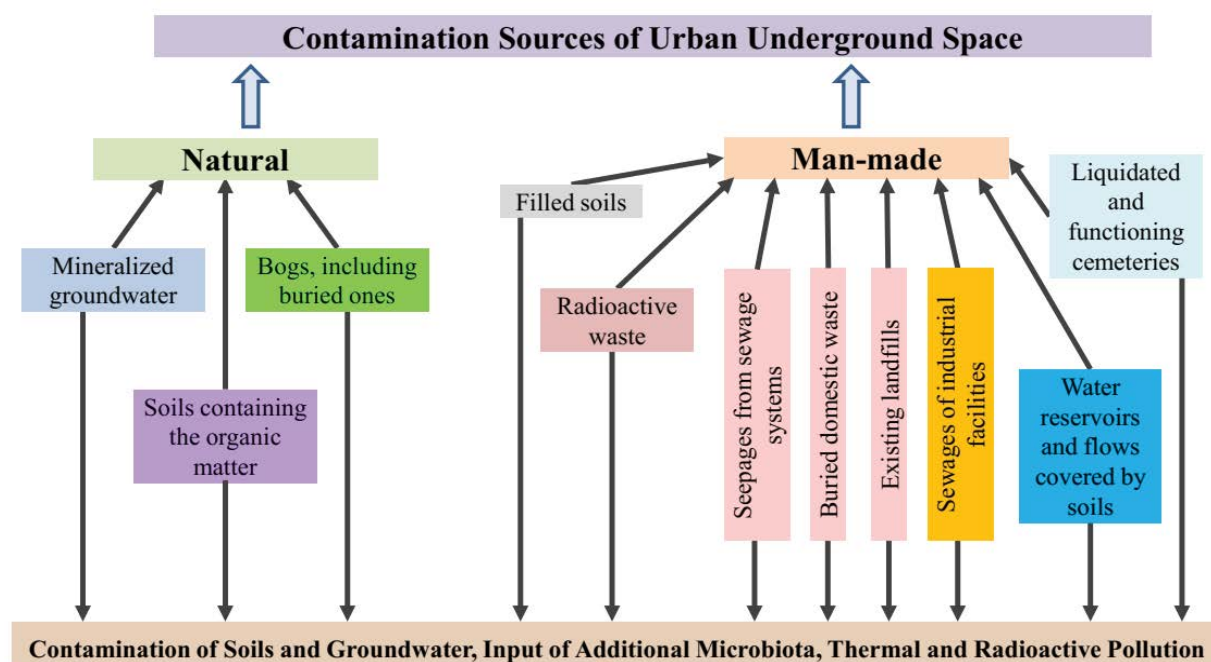 Contamination Sources of Urban Underground Space
Natural
Man-made
Filled soils
Liquidated
and
functioning
cemeteries
Mineralized
groundwater
Bogs, including
buried ones
Radioactive
waste
Soils containing
the organic
matter
Seepages from sewage
systems
Buried domestic waste
Existing landfills
Sewages of industrial
facilities
Water
reservoirs
and flows
covered by
soils
Contamination of Soils and Groundwater, Input of Additional Microbiota, Thermal and Radioactive Pollution